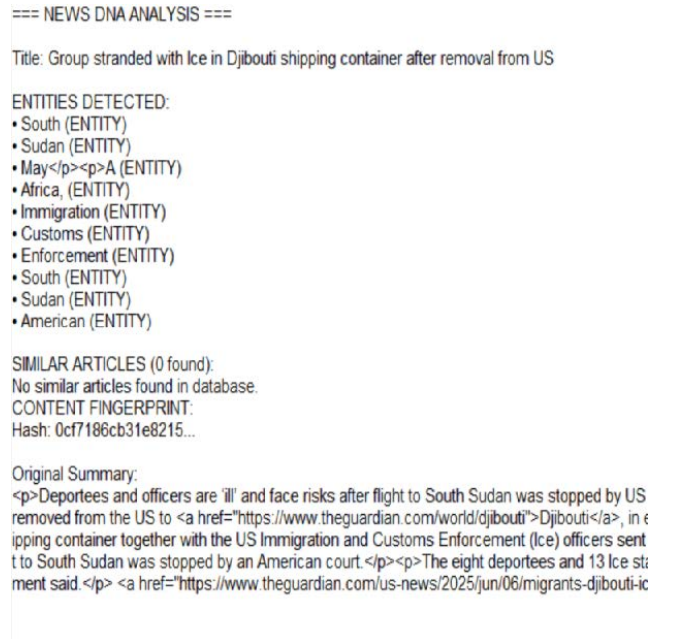 === NEWS DNA ANALYSIS ===
Title: Group stranded with Ice in Djibouti shipping container after removal from US
ENTITIES DETECTED:
• South (ENTITY)
• Sudan (ENTITY)
• May</p><p>A (ENTITY)
• Africa, (ENTITY)
• Immigration (ENTITY)
• Customs (ENTITY)
• Enforcement (ENTITY)
• South (ENTITY)
• Sudan (ENTITY)
• American (ENTITY)
SIMILAR ARTICLES (0 found):
No similar articles found in database.
CONTENT FINGERPRINT:
Hash: 0cf7186cb31e8215...
Original Summary:
<p>Deportees and officers are ‘ill’ and face risks after flight to South Sudan was stopped by US
removed from the US to <a href="https://www.theguardian.com/world/djibouti">Djibouti</a>, in
ipping container together with the US Immigration and Customs Enforcement (Ice) officers sent
t to South Sudan was stopped by an American court.</p><p>The eight deportees and 13 Ice sta
ment said.</p> <a href="https://www.theguardian.com/us-news/2025/jun/06/migrants-djibouti-ic